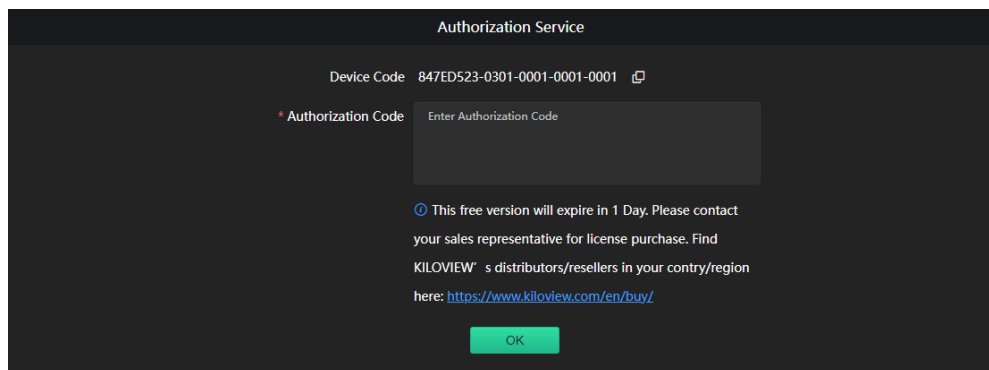 Authorization Service
Device Code 847ED523-0301-0001-0001-0001
* Authorization Code Enter Authorization Code
This free version will expire in 1 Day. Please contact
your sales representative for license purchase. Find
KILOVIEW’ s distributors/resellers in your contry/region
here: https://www.kiloview.com/en/buy/
OK